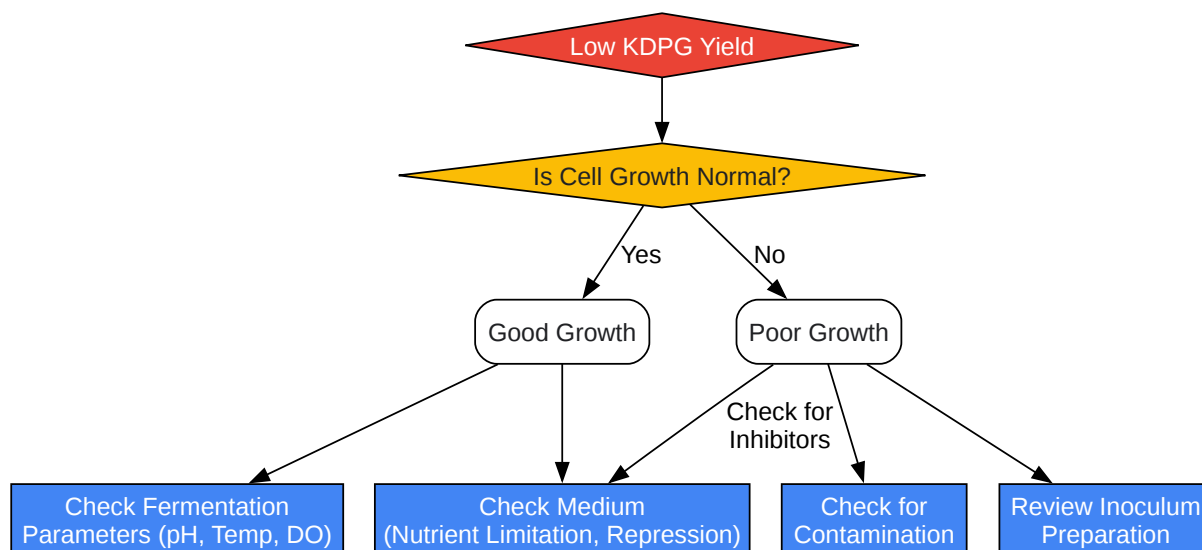 Low KDPG Yield
Is Cell Growth Normal?
Yes
No
Good Growth
Poor Growth
Check for
Inhibitors
Check Fermentation
Parameters (pH, Temp, DO)
Check Medium
(Nutrient Limitation, Repression)
Check for
Contamination
Review Inoculum
Preparation